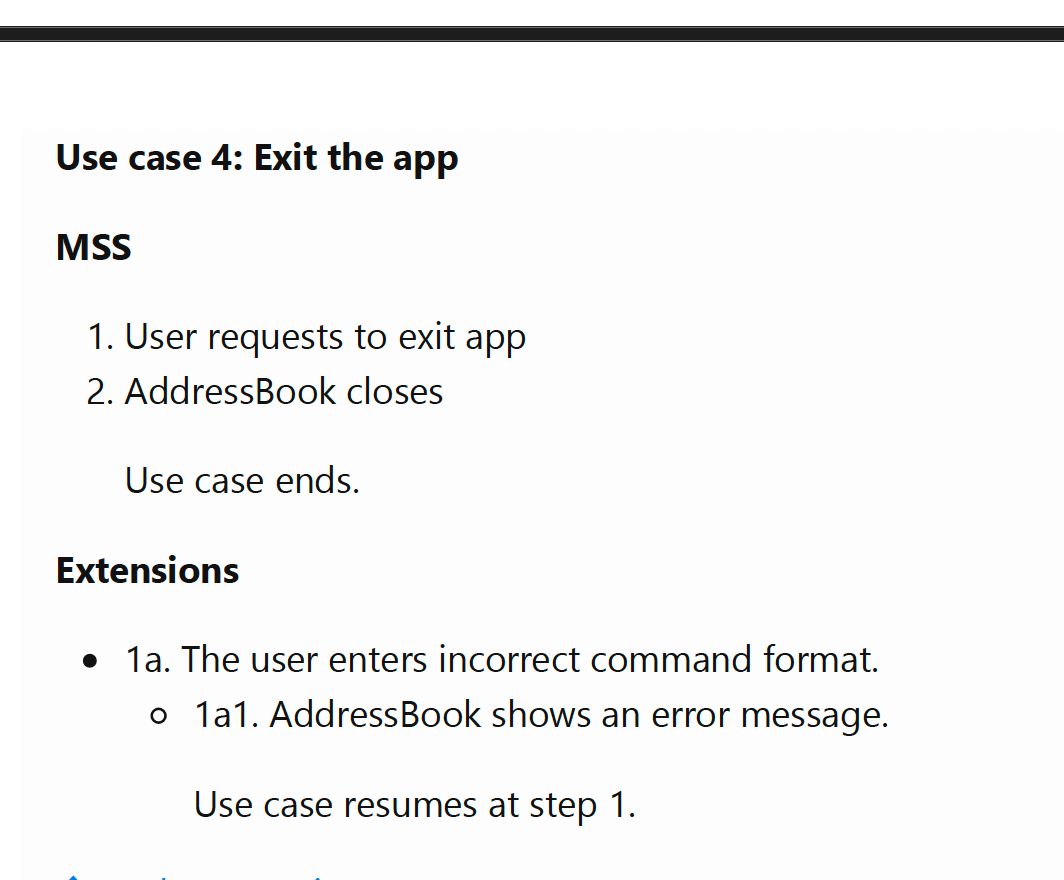 Use case 4: Exit the app
MSS
1. User requests to exit app
2. AddressBook closes
Use case ends.
Extensions
1a. The user enters incorrect command format.
1a1. AddressBook shows an error message.
Use case resumes at step 1.